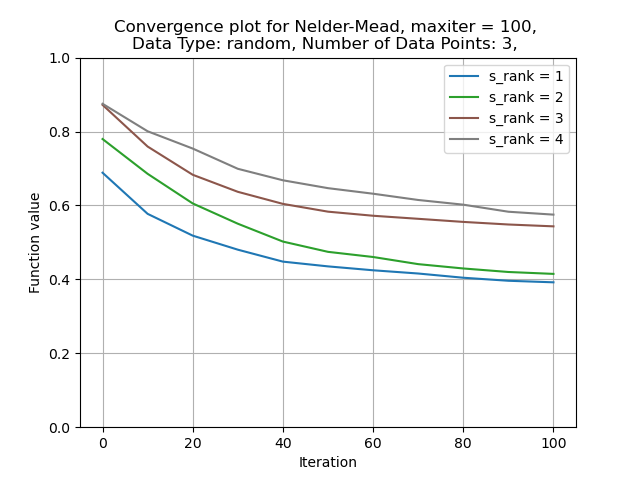 Convergence plot for Nelder-Mead, maxiter = 100,
Data Type: random, Number of Data Points: 3,
1.0
0.8
0.6
0.4
0.2
0.0
Function value
s_rank = 1
s_rank = 2
s_rank = 3
s_rank = 4
0 20 40 60 80 100
Iteration